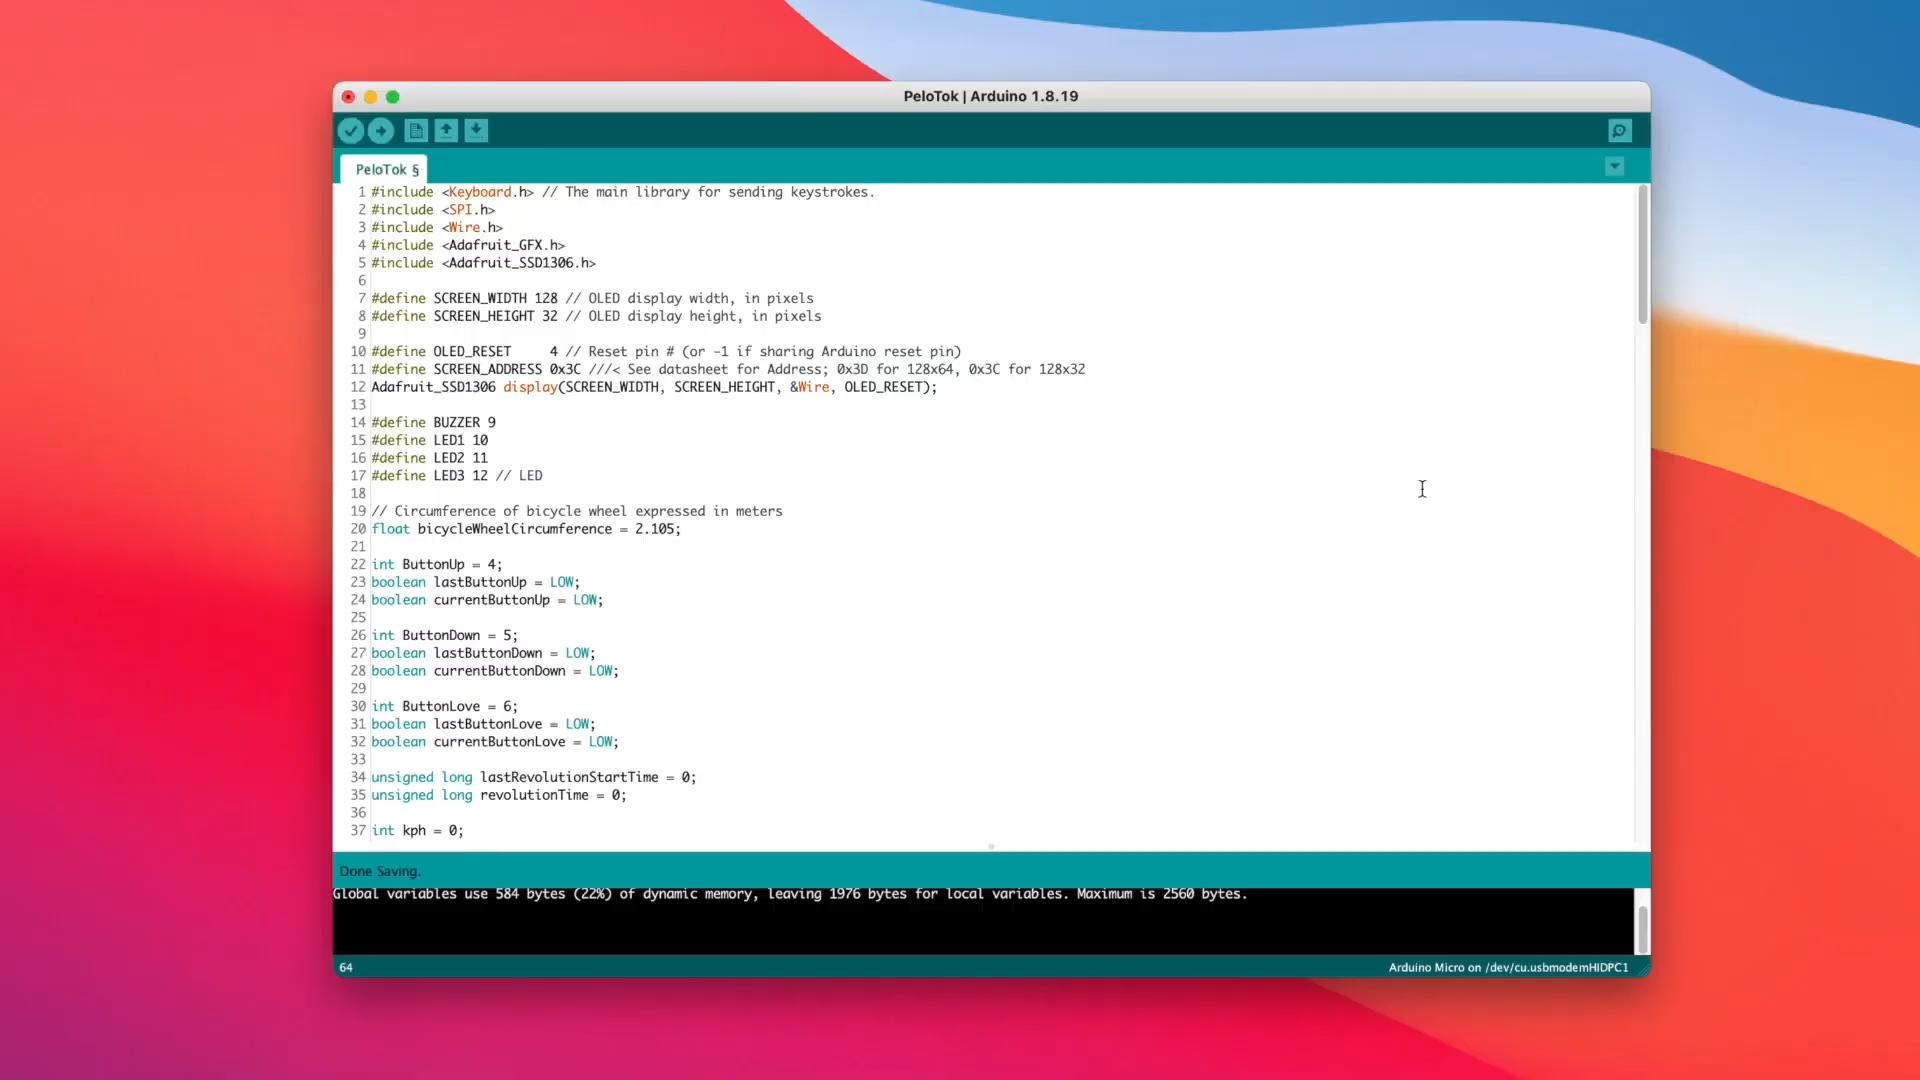 PeloTok | Arduino 1.8.19
PeloTok §
1 #include <Keyboard.h> // The main library for sending keystrokes.
2 #include <SPI.h>
3 #include <Wire.h>
4 #include <Adafruit_GFX.h>
5 #include <Adafruit_SSD1306.h>
6
7 #define SCREEN_WIDTH 128 // OLED display width, in pixels
8 #define SCREEN_HEIGHT 32 // OLED display height, in pixels
9
10 #define OLED_RESET     4 // Reset pin # (or -1 if sharing Arduino reset pin)
11 #define SCREEN_ADDRESS 0x3C ///< See datasheet for Address; 0x3D for 128x64, 0x3C for 128x32
12 Adafruit_SSD1306 display(SCREEN_WIDTH, SCREEN_HEIGHT, &Wire, OLED_RESET);
13
14 #define BUZZER 9
15 #define LED1 10
16 #define LED2 11
17 #define LED3 12 // LED
18
19 // Circumference of bicycle wheel expressed in meters
20 float bicycleWheelCircumference = 2.105;
21
22 int ButtonUp = 4;
23 boolean lastButtonUp = LOW;
24 boolean currentButtonUp = LOW;
25
26 int ButtonDown = 5;
27 boolean lastButtonDown = LOW;
28 boolean currentButtonDown = LOW;
29
30 int ButtonLove = 6;
31 boolean lastButtonLove = LOW;
32 boolean currentButtonLove = LOW;
33
34 unsigned long lastRevolutionStartTime = 0;
35 unsigned long revolutionTime = 0;
36
37 int kph = 0;
Done Saving.
Global variables use 584 bytes (22%) of dynamic memory, leaving 1976 bytes for local variables. Maximum is 2560 bytes.
64
Arduino Micro on /dev/cu.usbmodemHIDPC1